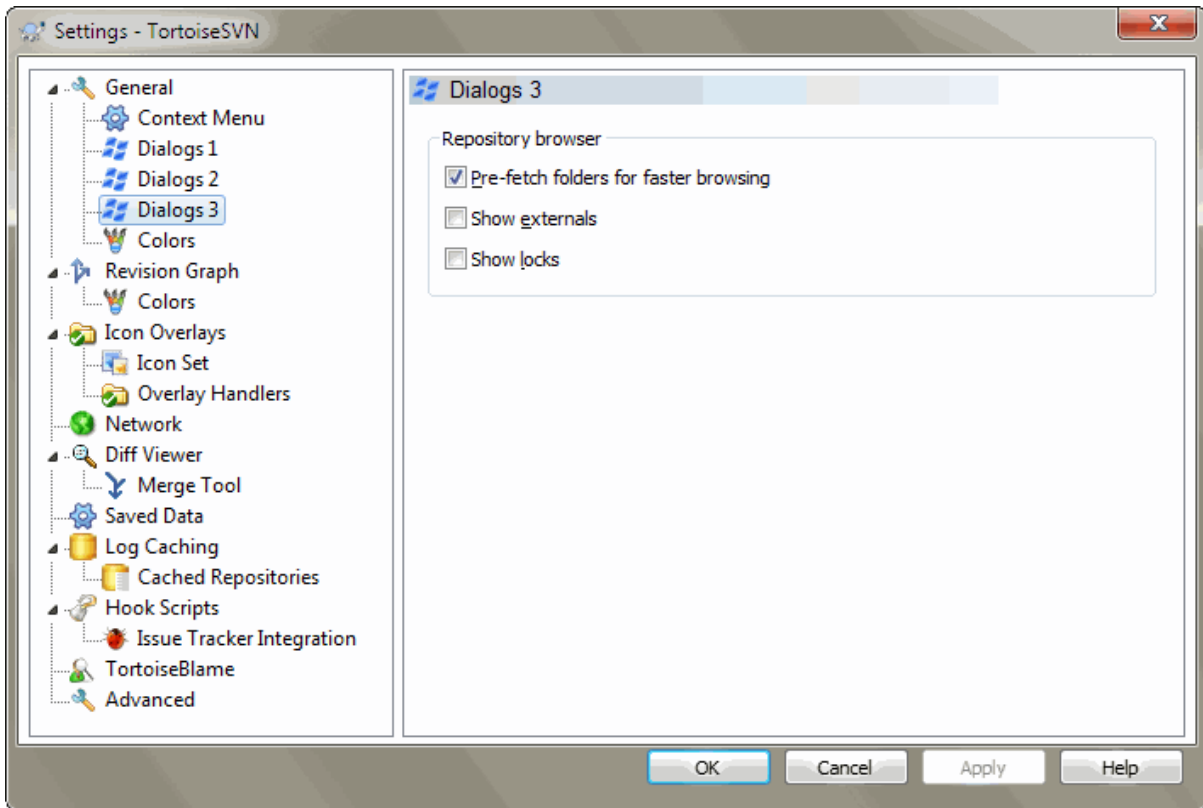 Settings - TortoiseSVN
General
Context Menu
Dialogs 1
Dialogs 2
Dialogs 3
Colors
Revision Graph
Colors
Icon Overlays
Icon Set
Overlay Handlers
Network
Diff Viewer
Merge Tool
Saved Data
Log Caching
Cached Repositories
Hook Scripts
Issue Tracker Integration
TortoiseBlame
Advanced
Dialogs 3
Repository browser
Pre-fetch folders for faster browsing
Show externals
Show locks
OK
Cancel
Apply
Help